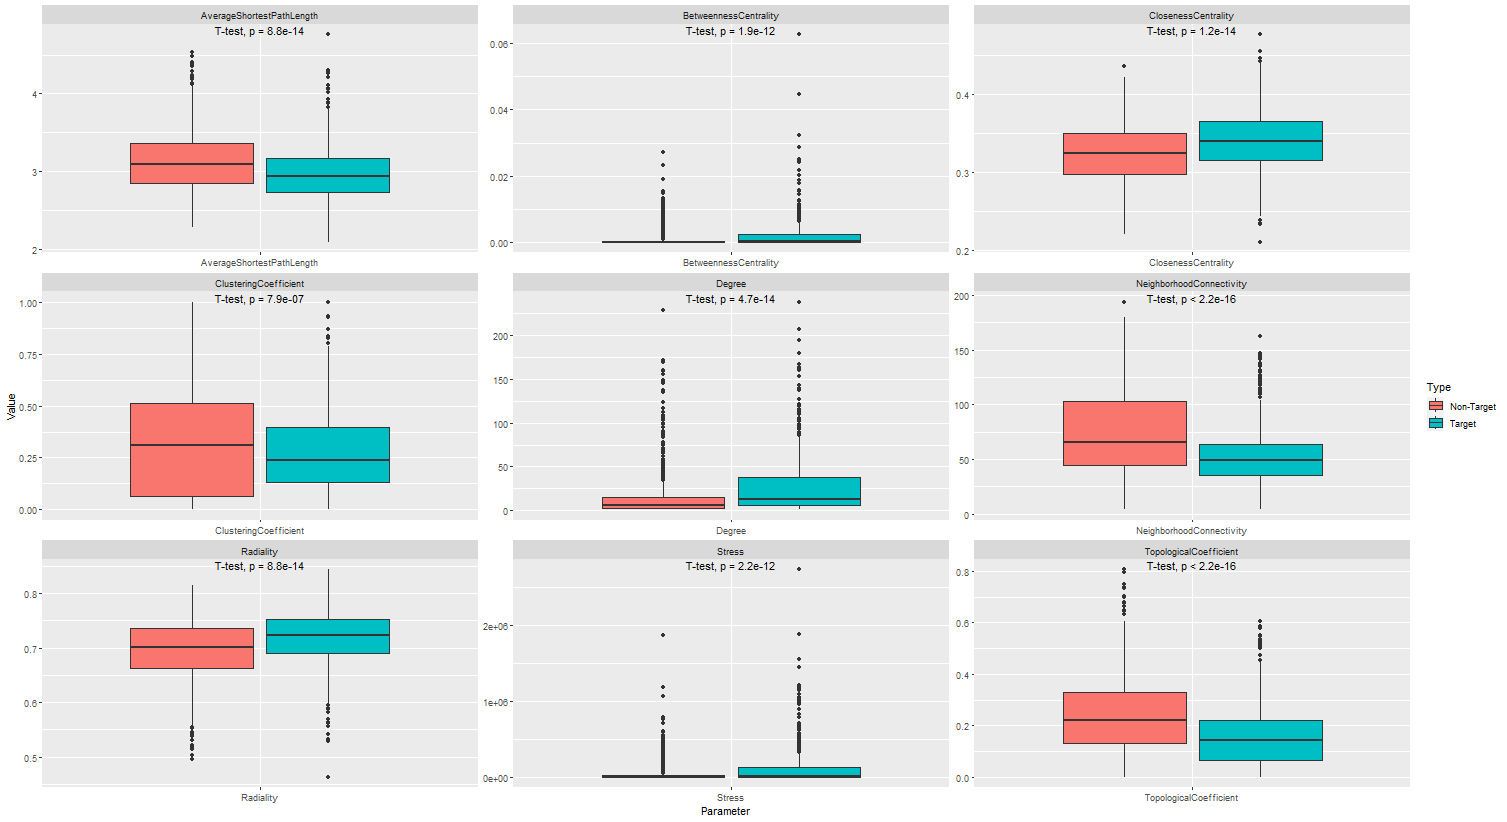 AverageShortestPathLength
T-test, p = 8.8e-14
4
3
2
AverageShortestPathLength
BetweennessCentrality
T-test, p = 1.9e-12
0.06
0.04
0.02
0.00
BetweennessCentrality
ClosenessCentrality
T-test, p = 1.2e-14
0.4
0.3
0.2
ClosenessCentrality
Value
ClusteringCoefficient
T-test, p = 7.9e-07
1.00
0.75
0.50
0.25
0.00
ClusteringCoefficient
Degree
T-test, p = 4.7e-14
200
150
100
50
0
Degree
NeighborhoodConnectivity
T-test, p < 2.2e-16
200
150
100
50
0
NeighborhoodConnectivity
Type
Non-Target
Target
Radiality
T-test, p = 8.8e-14
0.8
0.7
0.6
0.5
Radiality
Stress
T-test, p = 2.2e-12
2e+06
1e+06
0e+00
Stress
TopologicalCoefficient
T-test, p < 2.2e-16
0.8
0.6
0.4
0.2
0.0
TopologicalCoefficient
Parameter